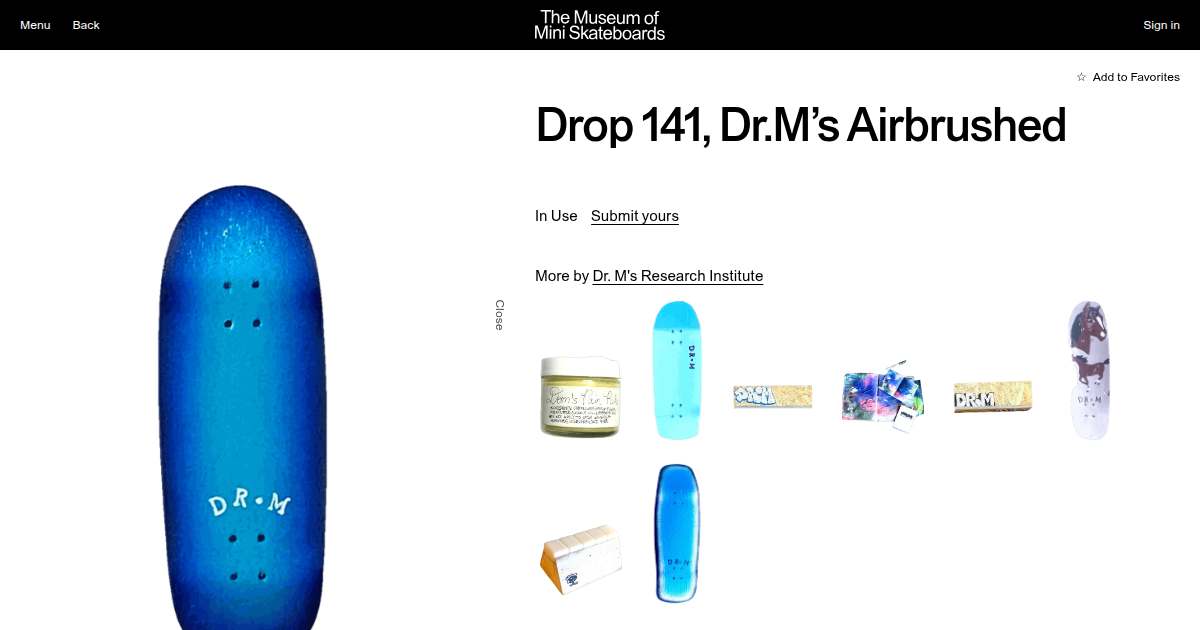 Menu
Back
The Museum of
Mini Skateboards
Sign in
☆ Add to Favorites
Drop 141, Dr.M’s Airbrushed
In Use
Submit yours
More by Dr. M's Research Institute
Close
DR•M
DR•M
DR•M
DR•M
DR•M